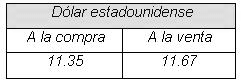 Dólar estadounidense
A la compra A la venta
11.35 11.67